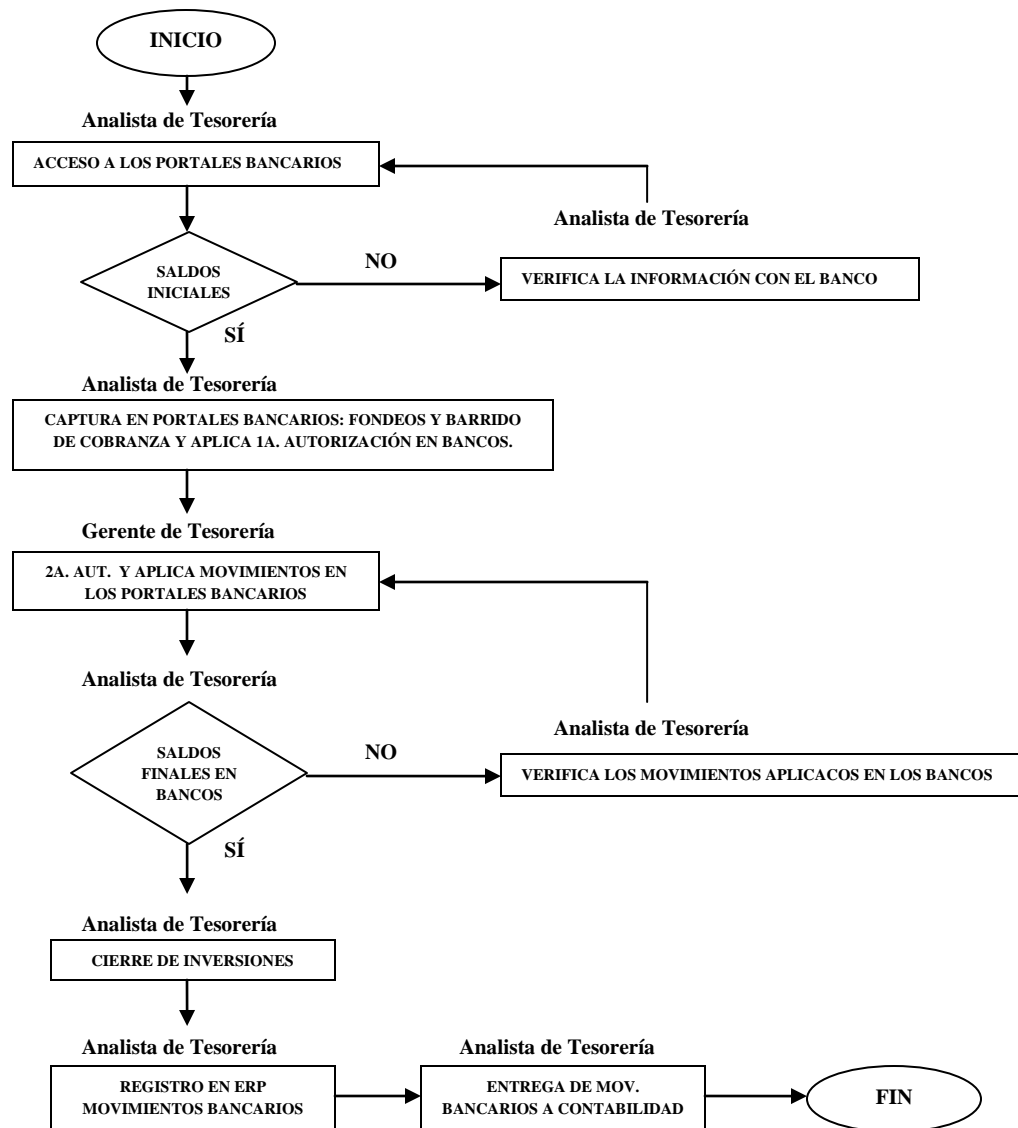 INICIO
Analista de Tesorería
ACCESO A LOS PORTALES BANCARIOS
Analista de Tesorería
SALDOS
INICIALES
NO
VERIFICA LA INFORMACIÓN CON EL BANCO
SÍ
Analista de Tesorería
CAPTURA EN PORTALES BANCARIOS: FONDEOS Y BARRIDO
DE COBRANZA Y APLICA 1A. AUTORIZACIÓN EN BANCOS.
Gerente de Tesorería
2A. AUT. Y APLICA MOVIMIENTOS EN
LOS PORTALES BANCARIOS
Analista de Tesorería
Analista de Tesorería
SALDOS
FINALES EN
BANCOS
NO
VERIFICA LOS MOVIMIENTOS APLICACOS EN LOS BANCOS
SÍ
Analista de Tesorería
CIERRE DE INVERSIONES
Analista de Tesorería
REGISTRO EN ERP
MOVIMIENTOS BANCARIOS
Analista de Tesorería
ENTREGA DE MOV.
BANCARIOS A CONTABILIDAD
FIN